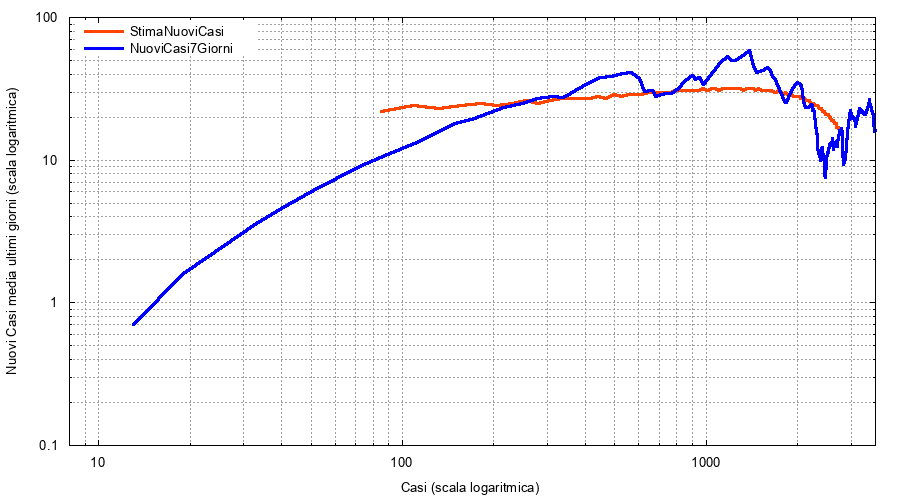 StimaNuoviCasi
NuoviCasi7Giorni
Nuovi Casi media ultimi giorni (scala logaritmica)
100
10
1
0.1
10
100
1000
Casi (scala logaritmica)